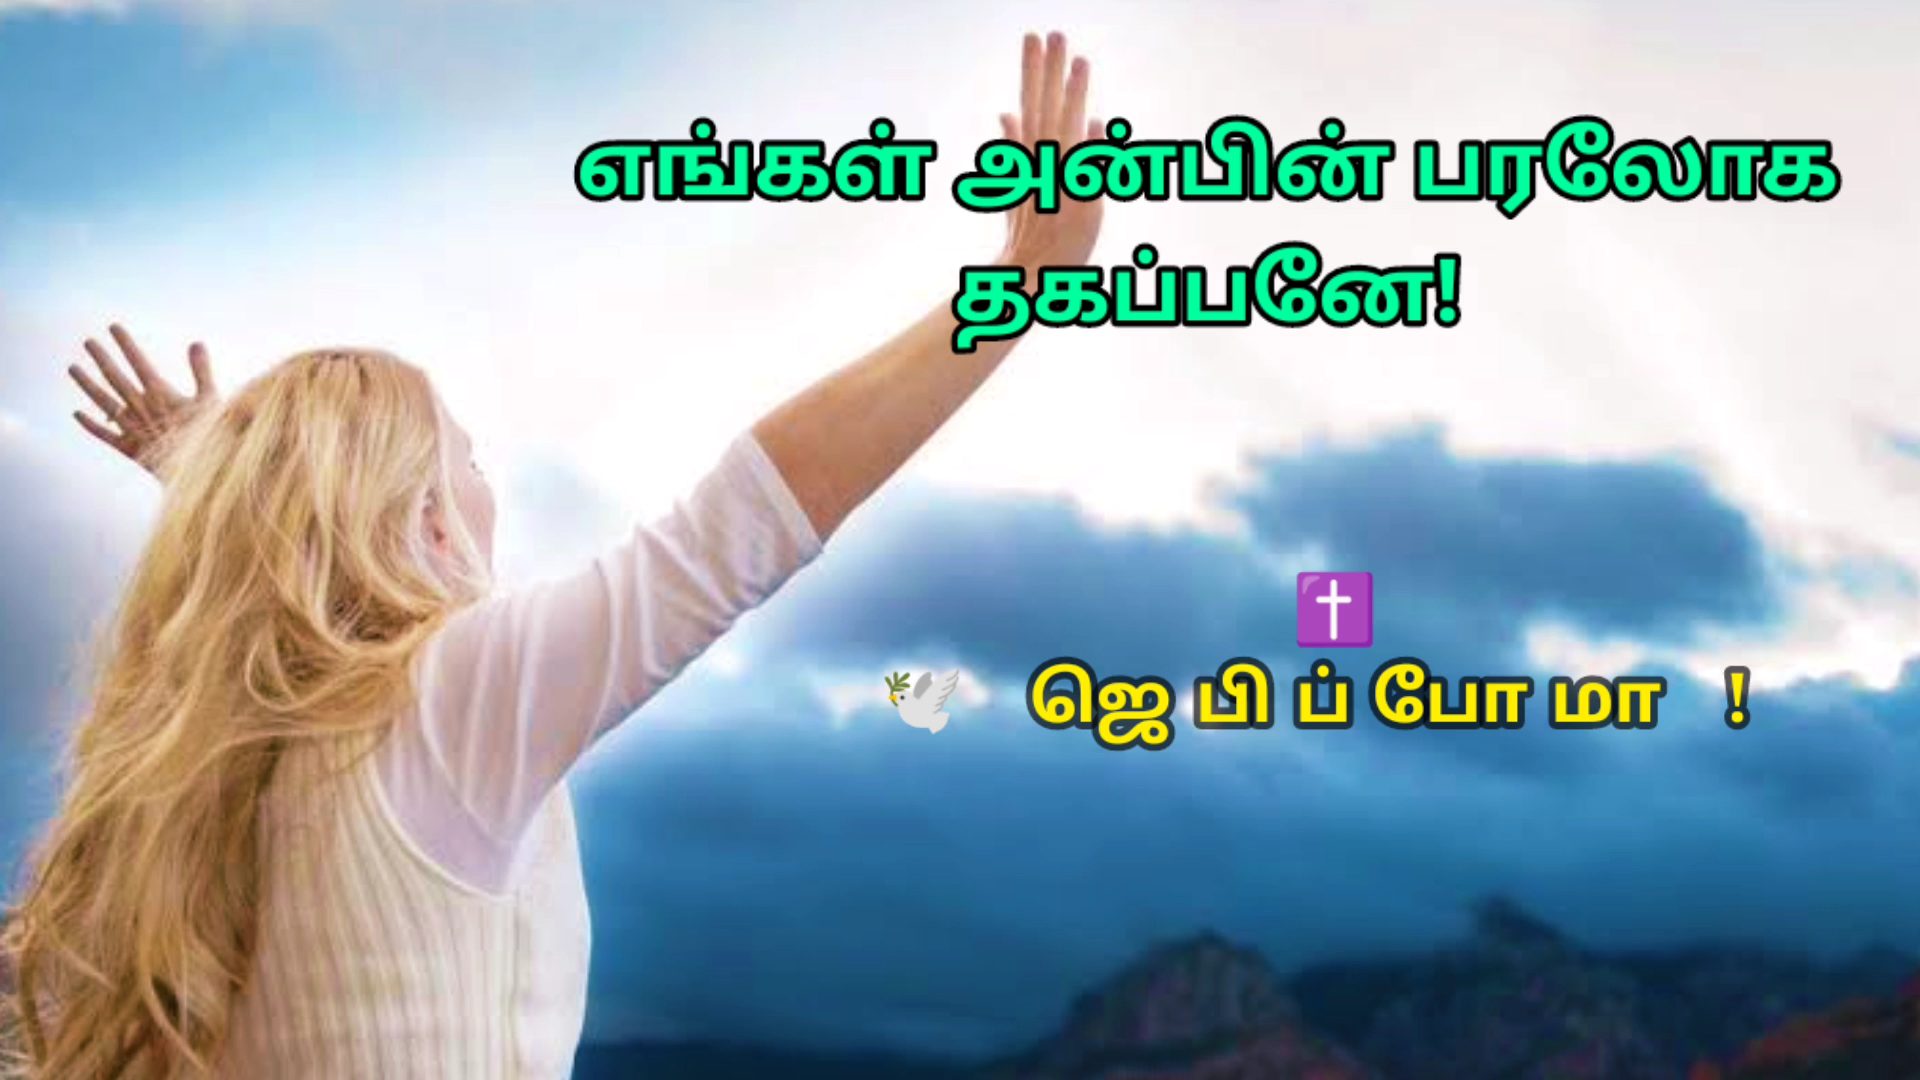 எங்கள் அன்பின் பரலோக
தகப்பனே!
ஜெ பி ப் போ மா !